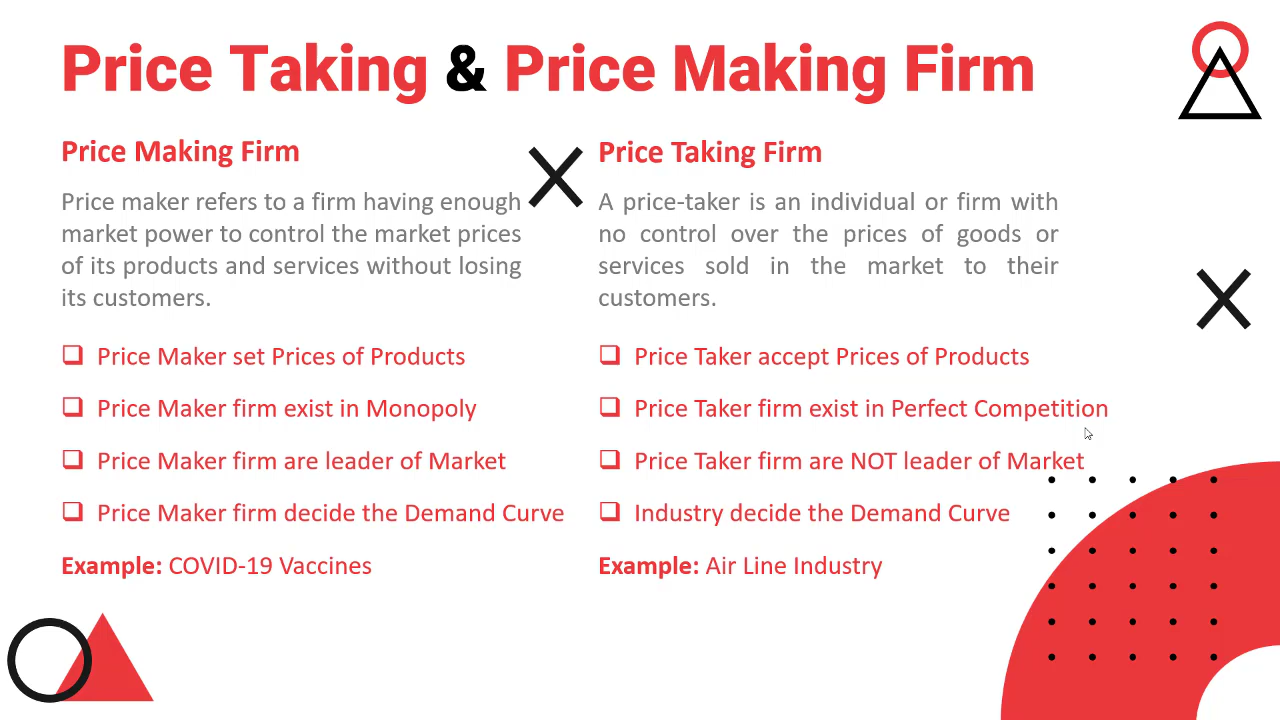 Price Taking & Price Making Firm
Price Making Firm
Price maker refers to a firm having enough
market power to control the market prices
of its products and services without losing
its customers.
Price Maker set Prices of Products
Price Maker firm exist in Monopoly
Price Maker firm are leader of Market
Price Maker firm decide the Demand Curve
Example: COVID-19 Vaccines
Price Taking Firm
A price-taker is an individual or firm with
no control over the prices of goods or
services sold in the market to their
customers.
Price Taker accept Prices of Products
Price Taker firm exist in Perfect Competition
Price Taker firm are NOT leader of Market
Industry decide the Demand Curve
Example: Air Line Industry